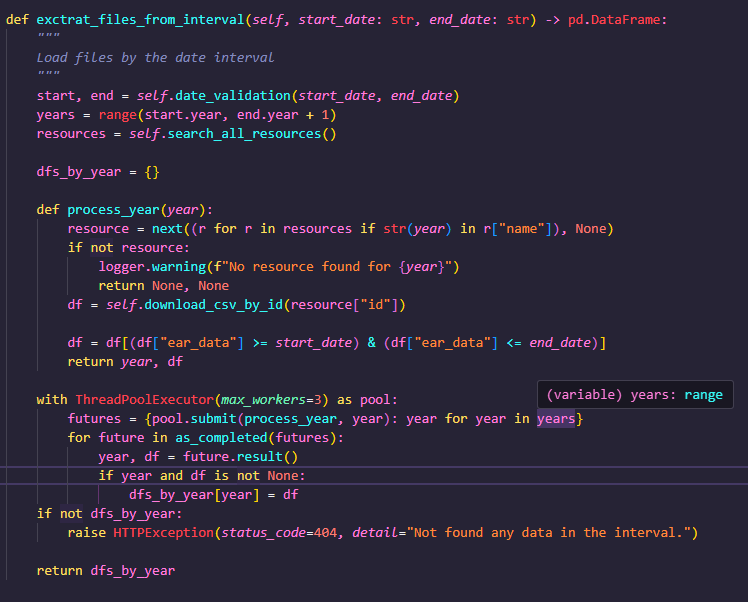 def exctrat_files_from_interval(self, start_date: str, end_date: str) -> pd.DataFrame:
"""
Load files by the date interval
"""
start, end = self.date_validation(start_date, end_date)
years = range(start.year, end.year + 1)
resources = self.search_all_resources()
dfs_by_year = {}
def process_year(year):
resource = next((r for r in resources if str(year) in r["name"]), None)
if not resource:
logger.warning(f"No resource found for {year}")
return None, None
df = self.download_csv_by_id(resource["id"])
df = df[(df["ear_data"] >= start_date) & (df["ear_data"] <= end_date)]
return year, df
with ThreadPoolExecutor(max_workers=3) as pool:
(variable) years: range
futures = {pool.submit(process_year, year): year for year in years}
for future in as_completed(futures):
year, df = future.result()
if year and df is not None:
dfs_by_year[year] = df
if not dfs_by_year:
raise HTTPException(status_code=404, detail="Not found any data in the interval.")
return dfs_by_year